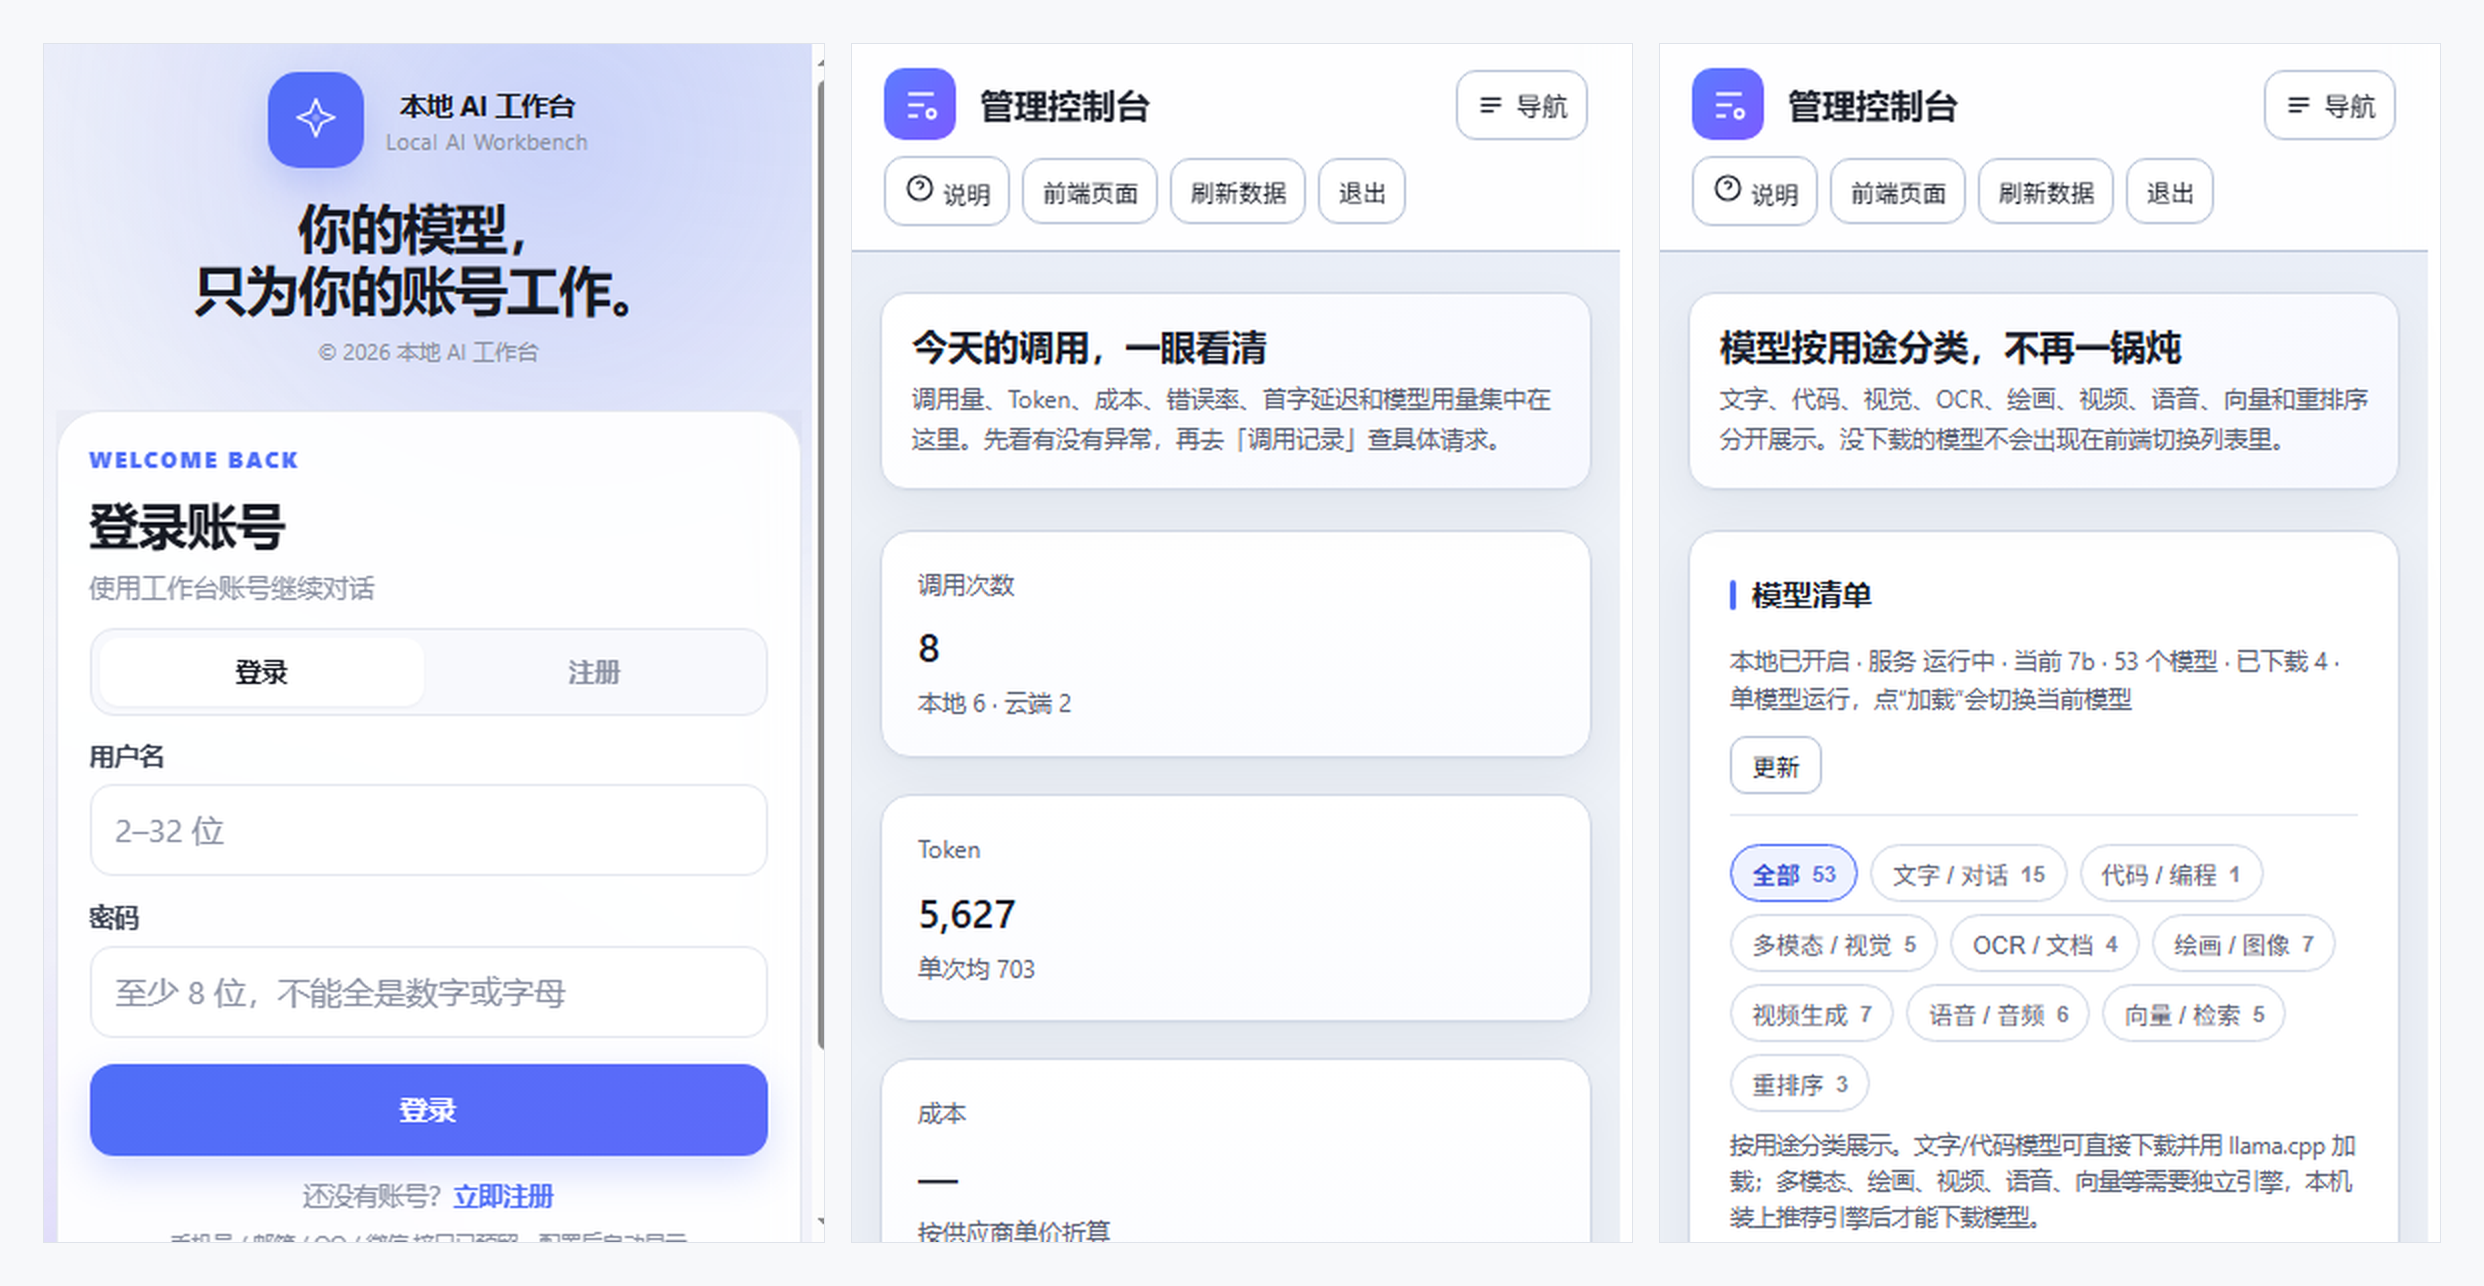 本地 AI 工作台
Local AI Workbench
你的模型，
只为你的账号工作。
© 2026 本地 AI 工作台
WELCOME BACK
登录账号
使用工作台账号继续对话
登录
注册
用户名
2–32 位
密码
至少 8 位，不能全是数字或字母
登录
还没有账号？立即注册
手机号 / 邮箱 / QQ / 微信 接口已预留，配置后自动显示
管理控制台
导航
说明
前端页面
刷新数据
退出
今天的调用，一眼看清
调用量、Token、成本、错误率、首字延迟和模型用量集中在
这里。先看有没有异常，再去「调用记录」查具体请求。
调用次数
8
本地 6 · 云端 2
Token
5,627
单次均 703
成本
—
按供应商单价折算
管理控制台
导航
说明
前端页面
刷新数据
退出
模型按用途分类，不再一锅炖
文字、代码、视觉、OCR、绘画、视频、语音、向量和重排序
分开展示。没下载的模型不会出现在前端切换列表里。
模型清单
本地已开启 · 服务 运行中 · 当前 7b · 53 个模型 · 已下载 4 ·
单模型运行，点“加载”会切换当前模型
更新
全部 53
文字 / 对话 15
代码 / 编程 1
多模态 / 视觉 5
OCR / 文档 4
绘画 / 图像 7
视频生成 7
语音 / 音频 6
向量 / 检索 5
重排序 3
按用途分类展示。文字/代码模型可直接下载并用 llama.cpp 加
载；多模态、绘画、视频、语音、向量等需要独立引擎，本机
装上推荐引擎后才能下载模型。